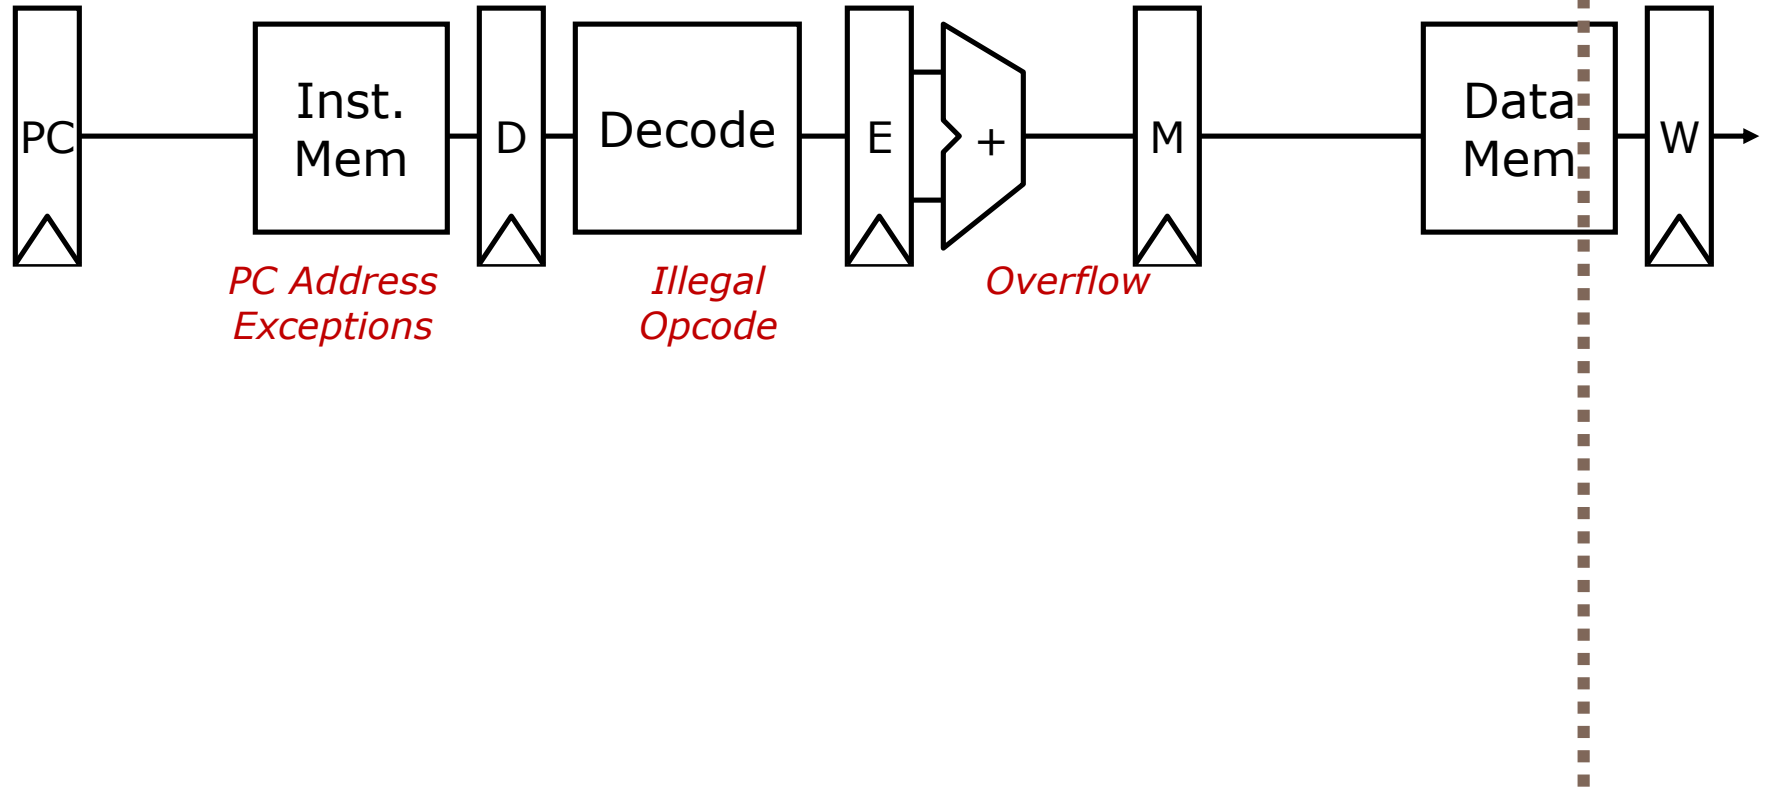 PC
Inst.
Mem
D
Decode
E
+
M
Data
Mem
W
PC Address
Exceptions
Illegal
Opcode
Overflow